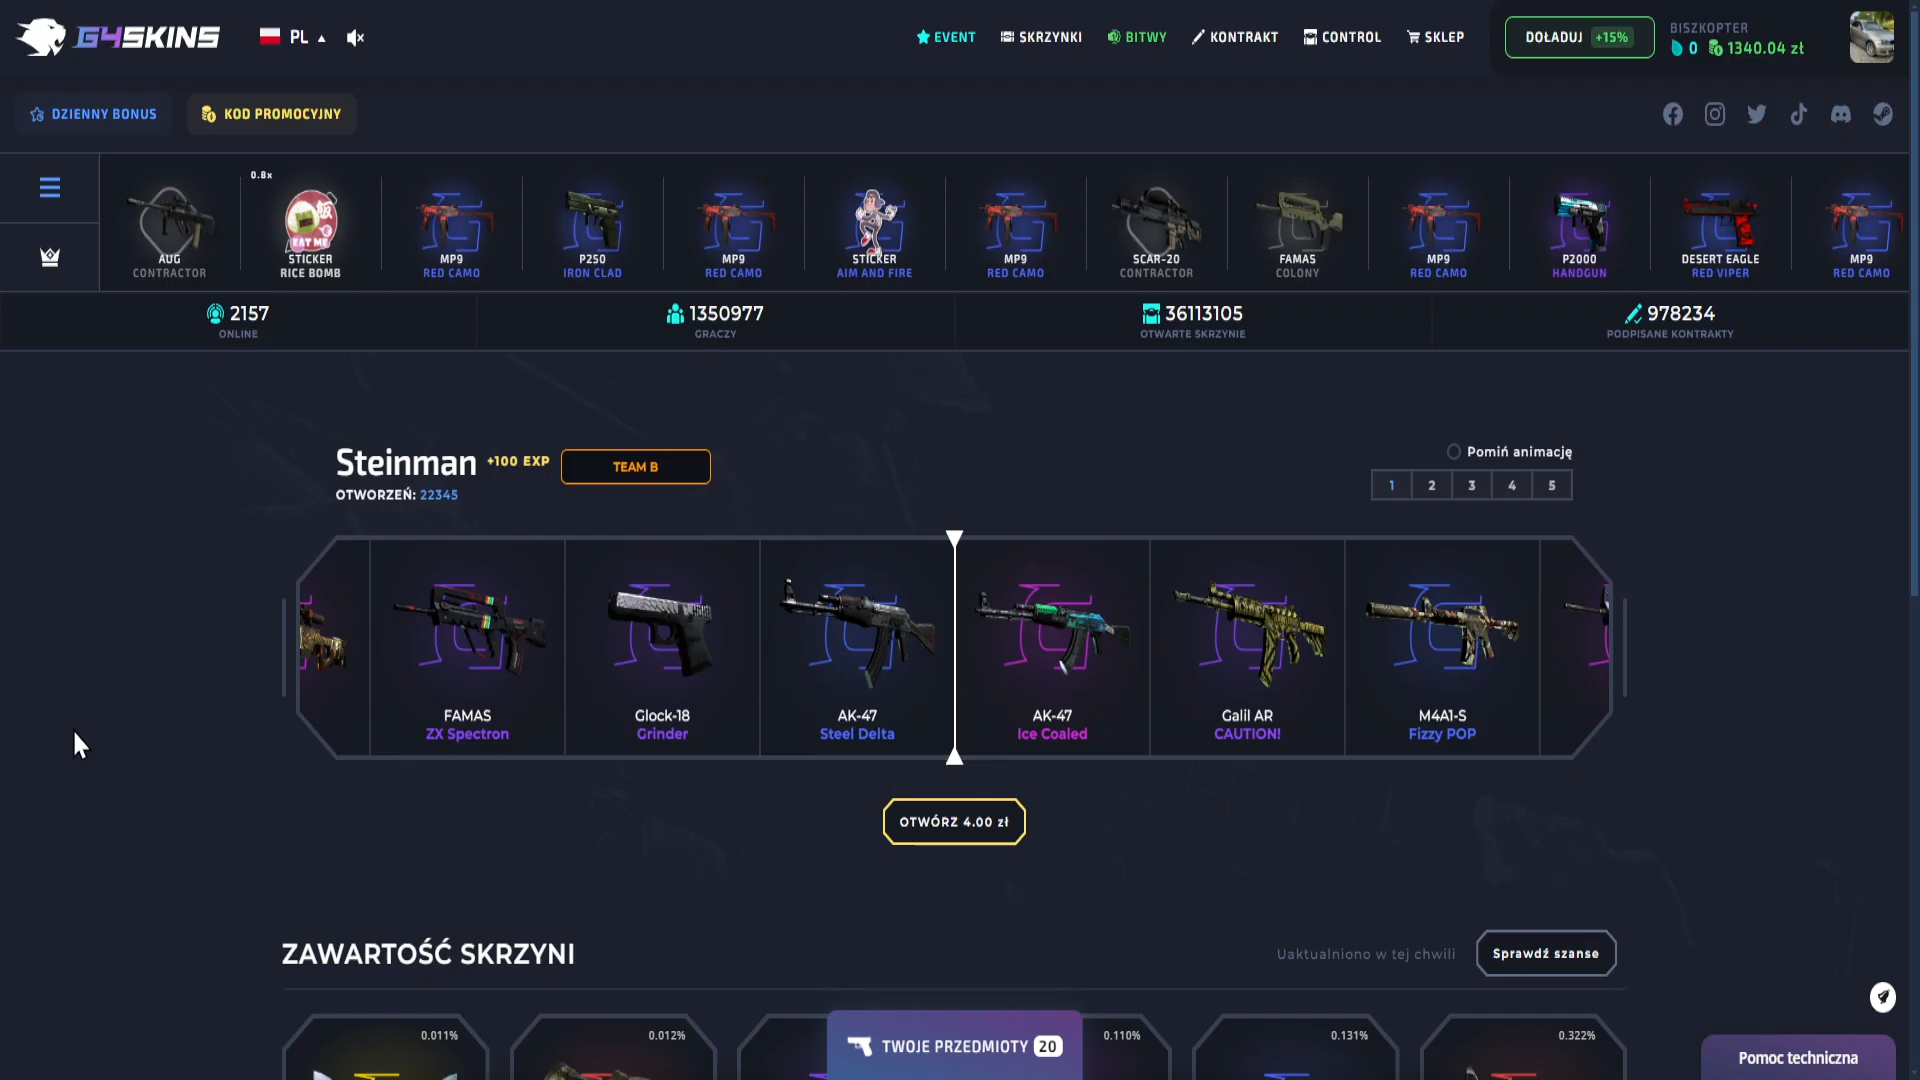 G4SKINS
PL
EVENT
SKRZYNKI
BITWY
KONTRAKT
CONTROL
SKLEP
DOŁADUJ +15%
BISZKOPTER
0 1340.04 zł
DZIENNY BONUS
KOD PROMOCYJNY
0.8x
AUG
CONTRACTOR
STICKER
RICE BOMB
EAT ME
MP9
RED CAMO
P250
IRON CLAD
MP9
RED CAMO
STICKER
AIM AND FIRE
MP9
RED CAMO
SCAR-20
CONTRACTOR
FAMAS
COLONY
MP9
RED CAMO
P2000
HANDGUN
DESERT EAGLE
RED VIPER
MP9
RED CAMO
2157
ONLINE
1350977
GRACZY
36113105
OTWARTE SKRZYNIE
978234
PODPISANE KONTRAKTY
Steinman +100 EXP
TEAM B
OTWORZEŃ: 22345
Pomiń animację
1 2 3 4 5
FAMAS
ZX Spectron
Glock-18
Grinder
AK-47
Steel Delta
AK-47
Ice Coaled
Galil AR
CAUTION!
M4A1-S
Fizzy POP
OTWÓRZ 4.00 zł
ZAWARTOŚĆ SKRZYNI
Uaktualniono w tej chwili
Sprawdź szanse
0.011%
0.012%
0.110%
0.131%
0.322%
TWOJE PRZEDMIOTY 20
Pomoc techniczna